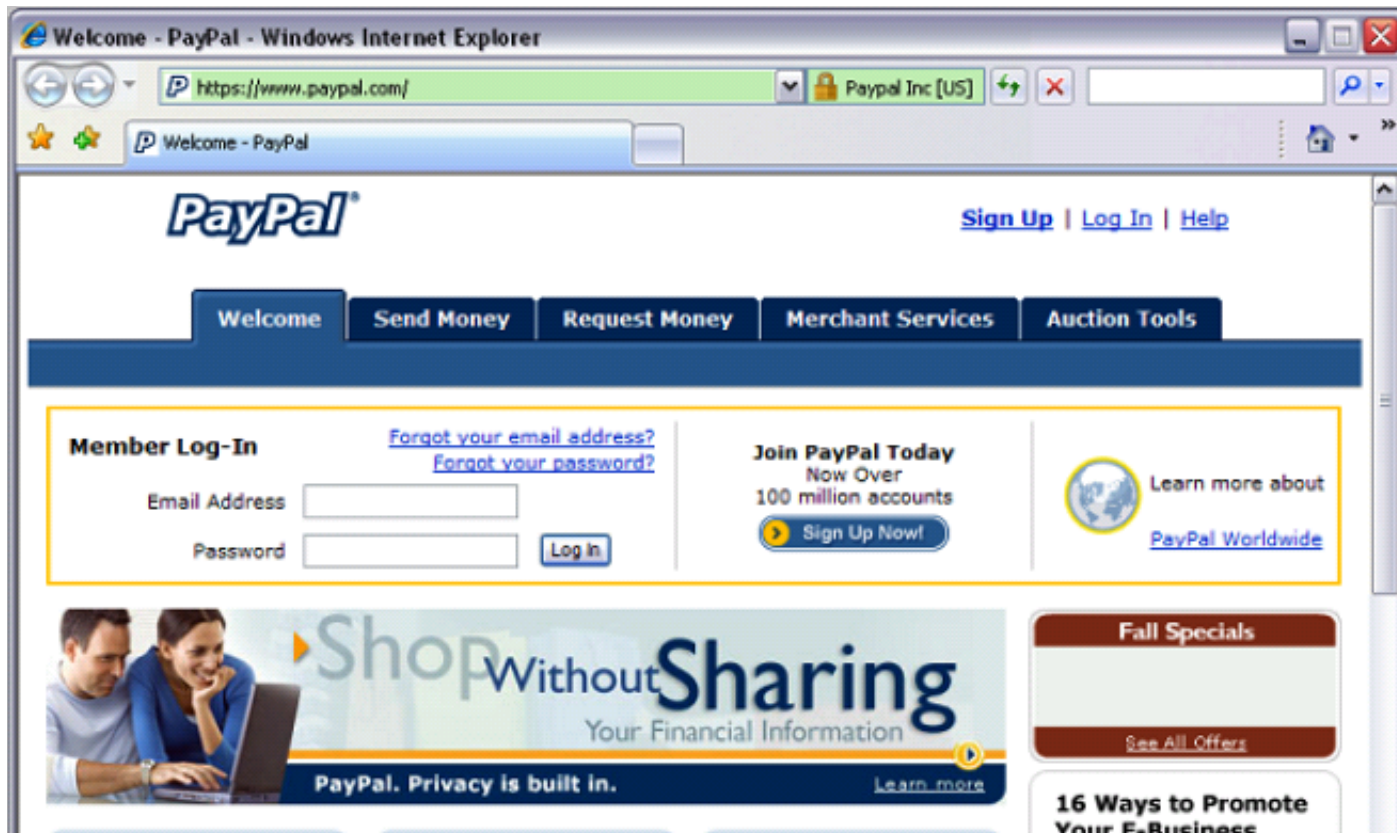 Welcome - PayPal - Windows Internet Explorer
https://www.paypal.com/
Paypal Inc [US]
Welcome - PayPal
PayPal®
Sign Up | Log In | Help
Welcome
Send Money
Request Money
Merchant Services
Auction Tools
Member Log-In
Forgot your email address?
Forgot your password?
Email Address
Password
Log In
Join PayPal Today
Now Over
100 million accounts
Sign Up Now!
Learn more about
PayPal Worldwide
Shop Without Sharing
Your Financial Information
PayPal. Privacy is built in.
Learn more
Fall Specials
See All Offers
16 Ways to Promote
Your E-Business